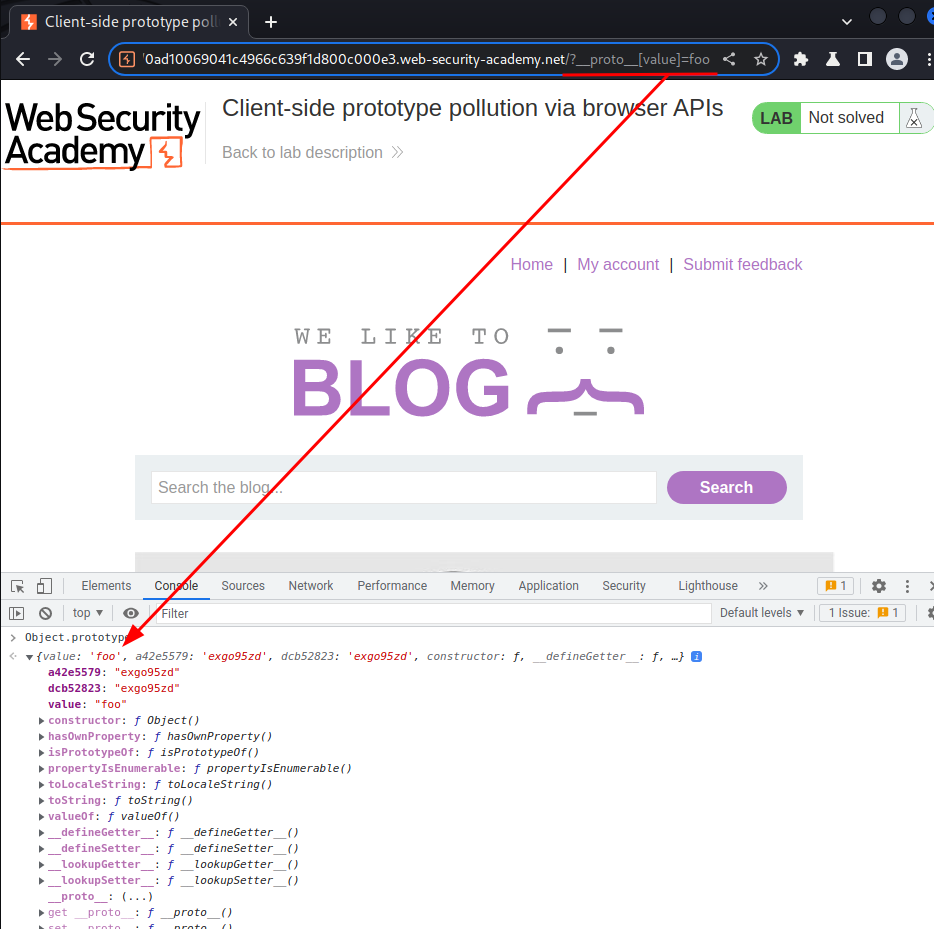 Client-side prototype poll
'0ad10069041c4966c639f1d800c000e3.web-security-academy.net/?__proto__[value]=foo
Web Security
Academy
Client-side prototype pollution via browser APIs
Back to lab description
LAB Not solved
Home | My account | Submit feedback
WE LIKE TO
BLOG
Search the blog...
Search
Elements Console Sources Network Performance Memory Application Security Lighthouse » 1
top ▼ Filter Default levels ▼ 1 Issue: 1
> Object.prototype
{value: 'foo', a42e5579: 'exgo95zd', dcb52823: 'exgo95zd', constructor: ƒ, __defineGetter__: ƒ, …} i
a42e5579: "exgo95zd"
dcb52823: "exgo95zd"
value: "foo"
constructor: ƒ Object()
hasOwnProperty: ƒ hasOwnProperty()
isPrototypeOf: ƒ isPrototypeOf()
propertyIsEnumerable: ƒ propertyIsEnumerable()
toLocaleString: ƒ toLocaleString()
toString: ƒ toString()
valueOf: ƒ valueOf()
__defineGetter__: ƒ __defineGetter__()
__defineSetter__: ƒ __defineSetter__()
__lookupGetter__: ƒ __lookupGetter__()
__lookupSetter__: ƒ __lookupSetter__()
__proto__: (...)
get __proto__: ƒ __proto__()
set __proto__: ƒ __proto__()